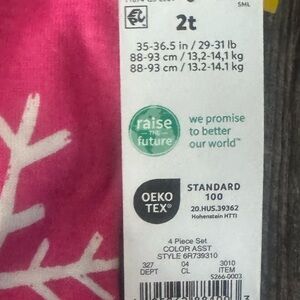 SML
2t
35-36.5 in / 29-31 lb
88-93 cm / 13,2-14,1 kg
88-93 cm / 13.2-14.1 kg
raise
THE
future
we promise
to better
our world™
OEKO
TEX®
STANDARD
100
20.HUS.39362
Hohenstein HTTI
4 Piece Set
COLOR ASST
STYLE 6R739310
327 04 3010
DEPT CL ITEM
5266-0003